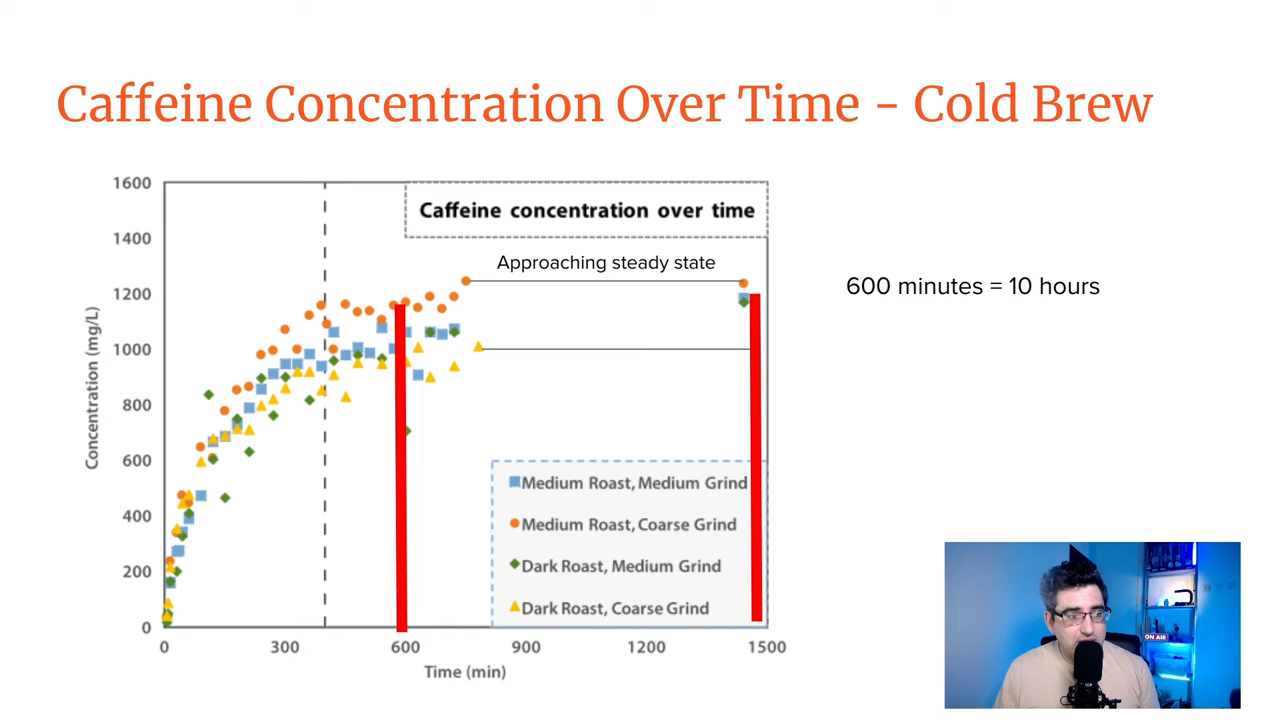 Caffeine Concentration Over Time - Cold Brew
Caffeine concentration over time
Approaching steady state
600 minutes = 10 hours
Concentration (mg/L)
1600
1400
1200
1000
800
600
400
200
0
Medium Roast, Medium Grind
Medium Roast, Coarse Grind
Dark Roast, Medium Grind
Dark Roast, Coarse Grind
0 300 600 900 1200 1500
Time (min)
ON AIR